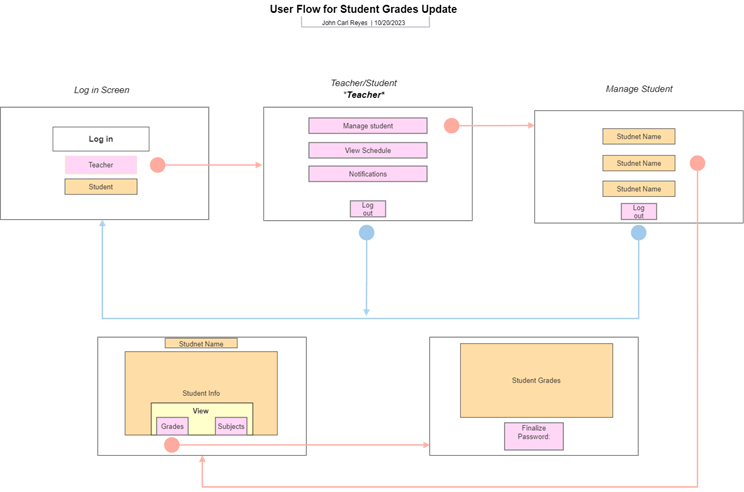 User Flow for Student Grades Update
John Carl Reyes | 10/20/2023
Log in Screen
Teacher/Student
*Teacher*
Manage Student
Log in
Teacher
Student
Manage student
View Schedule
Notifications
Log
out
Studnet Name
Studnet Name
Studnet Name
Log
out
Studnet Name
Student Info
View
Grades
Subjects
Student Grades
Finalize
Password: